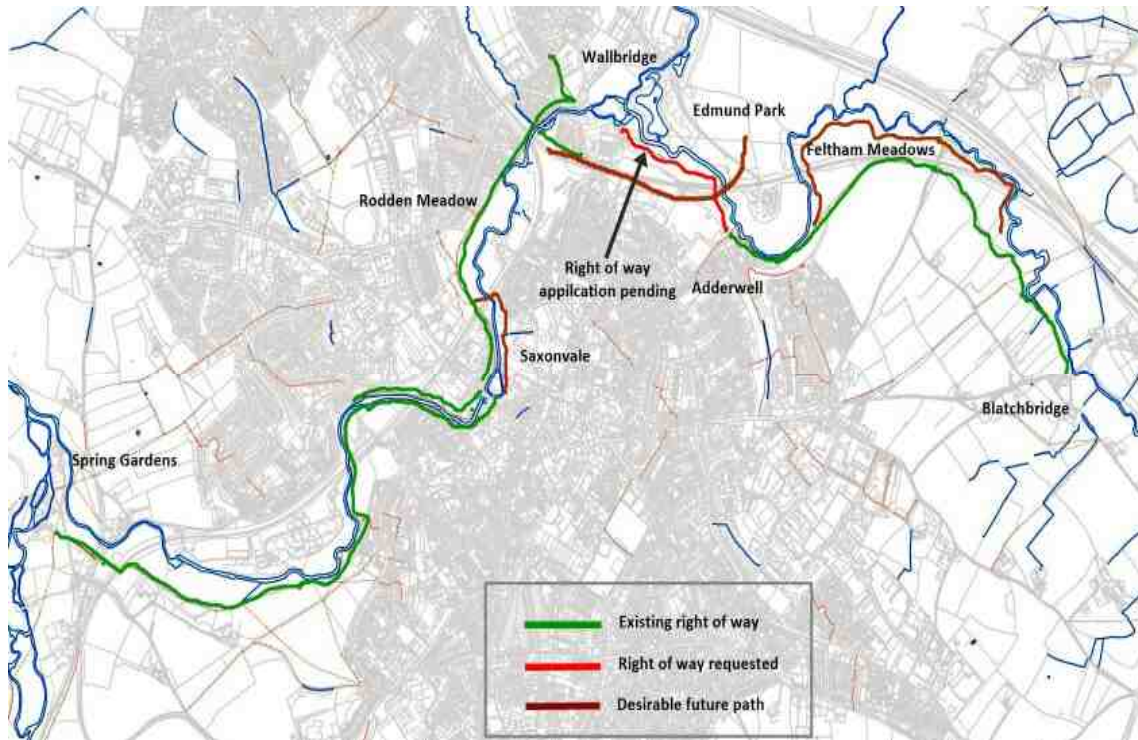 Wallbridge
Edmund Park
Feltham Meadows
Rodden Meadow
Right of way
appilcation pending
Adderwell
Saxonvale
Blatchbridge
Spring Gardens
Existing right of way
Right of way requested
Desirable future path